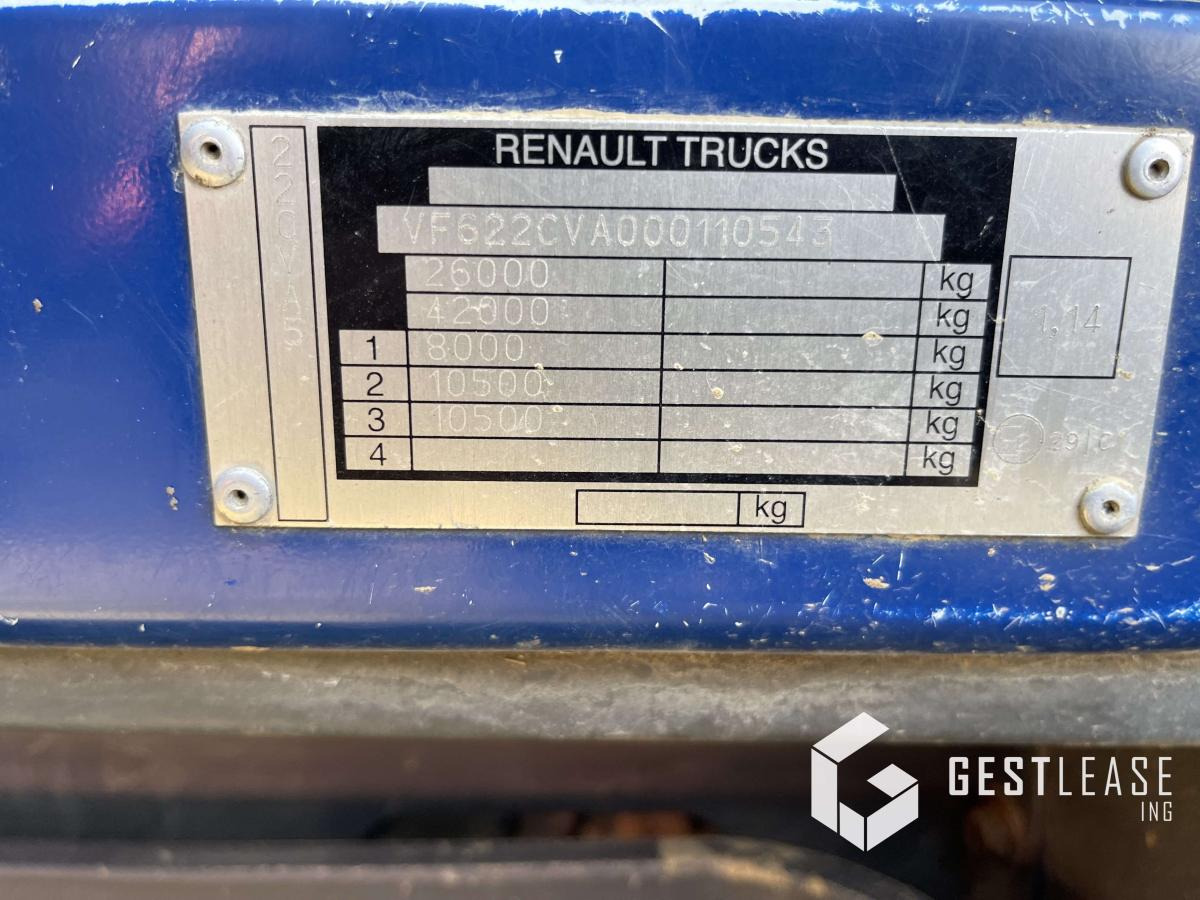 RENAULT TRUCKS
22CVA5
VF622CVA000110543
26000 kg
42000 kg
1 8000 kg
2 10500 kg
3 10500 kg
4 kg
kg
1,14
2
GESTLEASE
ING